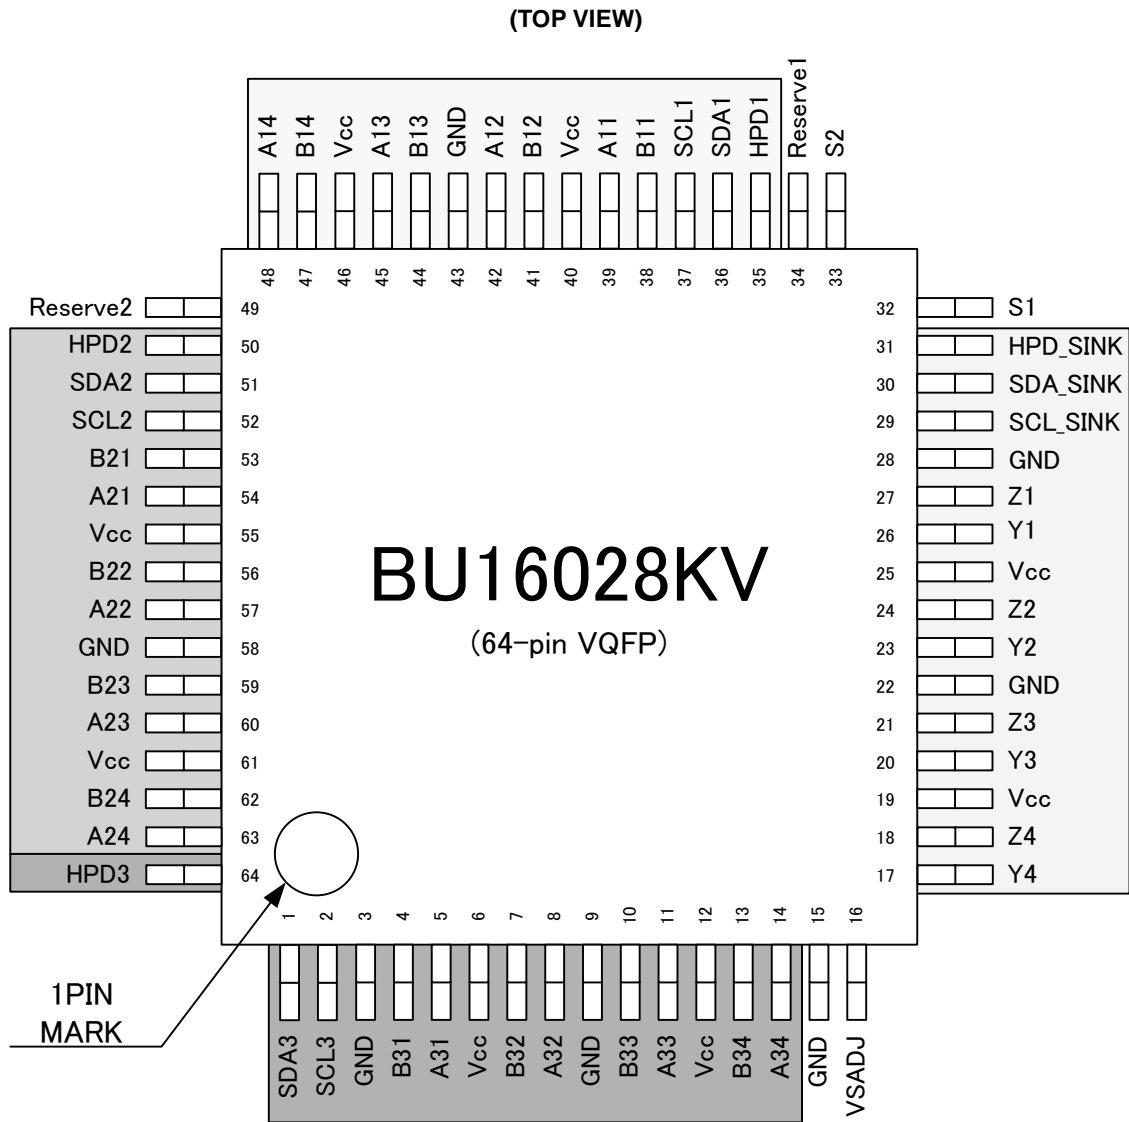 (TOP VIEW)
A14
B14
Vcc
A13
B13
GND
A12
B12
Vcc
A11
B11
SCL1
SDA1
HPD1
Reserve1
S2
48
47
46
45
44
43
42
41
40
39
38
37
36
35
34
33
Reserve2 49
HPD2 50
SDA2 51
SCL2 52
B21 53
A21 54
Vcc 55
B22 56
A22 57
GND 58
B23 59
A23 60
Vcc 61
B24 62
A24 63
HPD3 64
BU16028KV
(64-pin VQFP)
32 S1
31 HPD_SINK
30 SDA_SINK
29 SCL_SINK
28 GND
27 Z1
26 Y1
25 Vcc
24 Z2
23 Y2
22 GND
21 Z3
20 Y3
19 Vcc
18 Z4
17 Y4
1
2
3
4
5
6
7
8
9
10
11
12
13
14
15
16
SDA3
SCL3
GND
B31
A31
Vcc
B32
A32
GND
B33
A33
Vcc
B34
A34
GND
VSADJ
1PIN
MARK